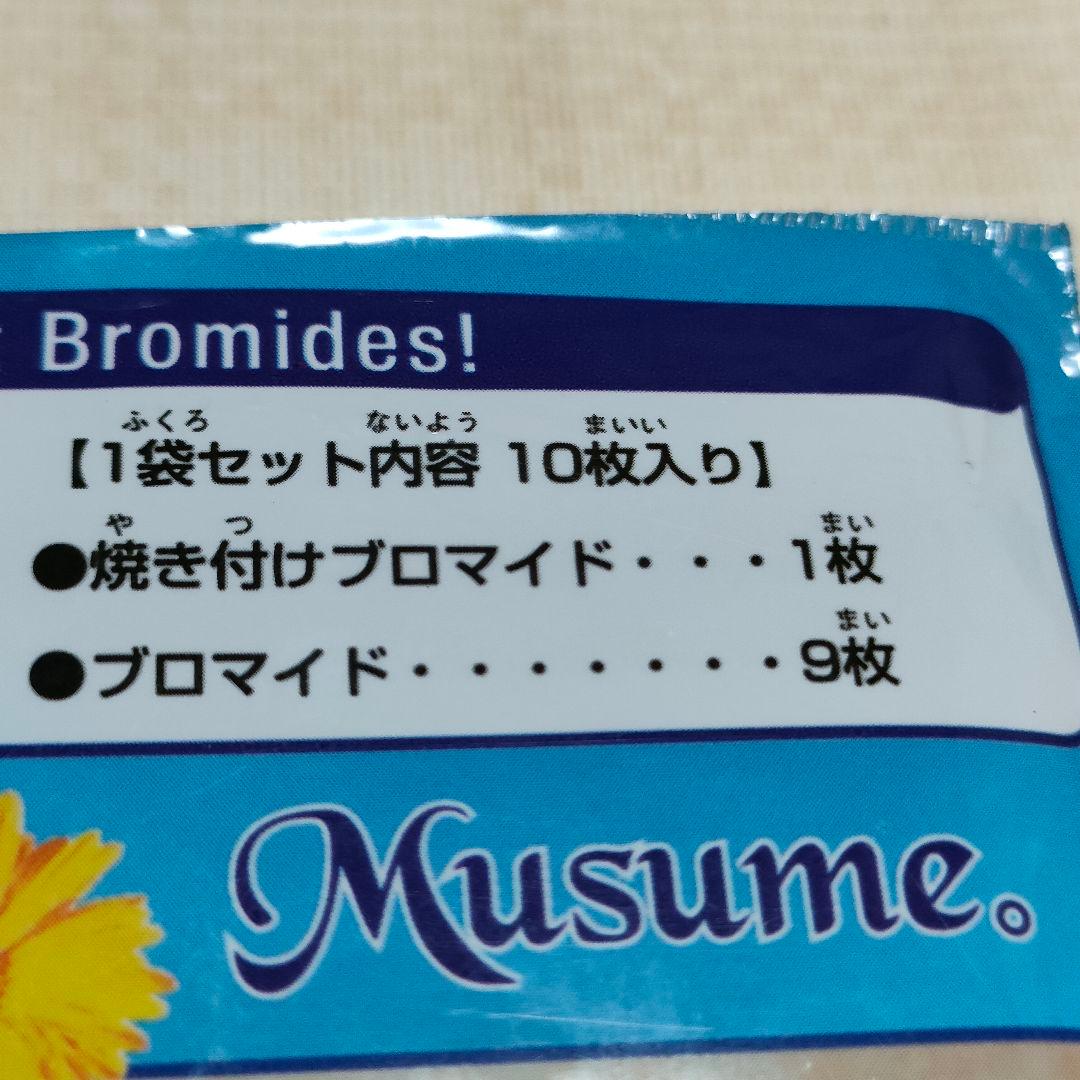 Bromides!
ふくろ ないよう まいい
【1袋セット内容 10枚入り】
や つ まい
●焼き付けブロマイド・・・1枚
まい
●ブロマイド・・・・・・・9枚
Musume。